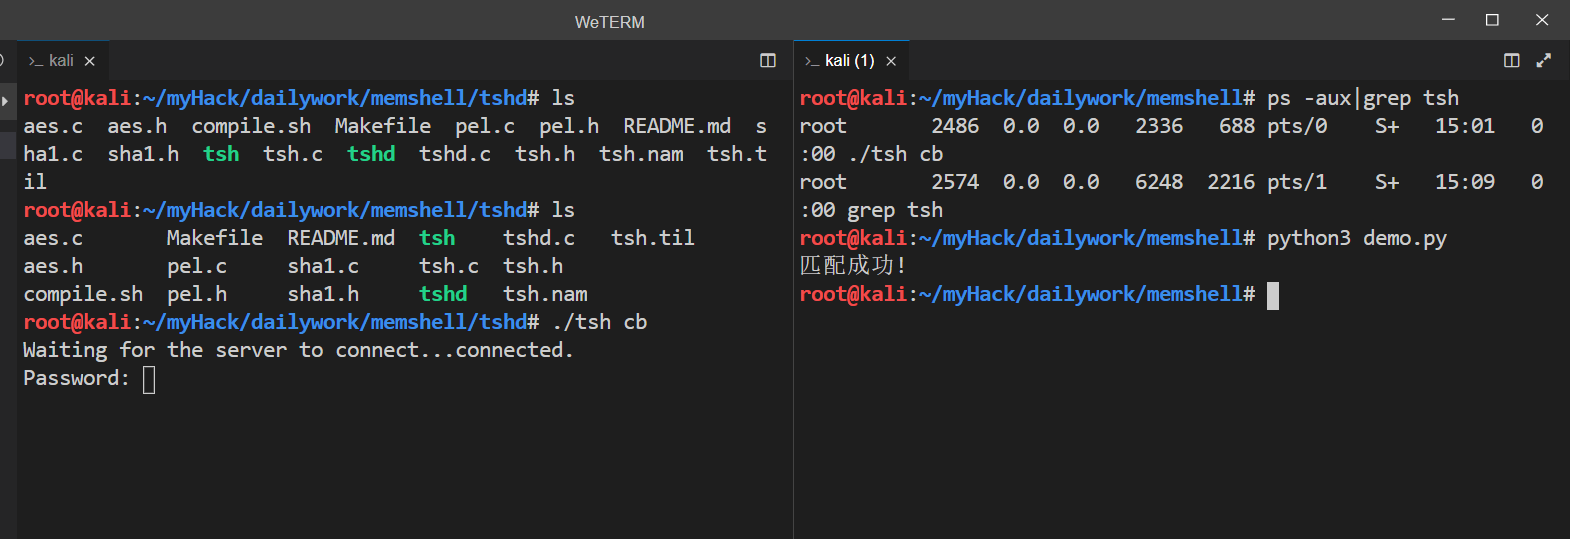 WeTERM
kali
root@kali:~/myHack/dailywork/memshell/tshd# ls
aes.c  aes.h  compile.sh  Makefile  pel.c  pel.h  README.md  s
ha1.c  sha1.h  tsh  tsh.c  tshd  tshd.c  tsh.h  tsh.nam  tsh.t
il
root@kali:~/myHack/dailywork/memshell/tshd# ls
aes.c       Makefile  README.md  tsh    tshd.c   tsh.til
aes.h       pel.c     sha1.c     tsh.c  tsh.h
compile.sh  pel.h     sha1.h     tshd   tsh.nam
root@kali:~/myHack/dailywork/memshell/tshd# ./tsh cb
Waiting for the server to connect...connected.
Password:
kali (1)
root@kali:~/myHack/dailywork/memshell# ps -aux|grep tsh
root       2486  0.0  0.0   2336   688 pts/0    S+   15:01   0
:00 ./tsh cb
root       2574  0.0  0.0   6248  2216 pts/1    S+   15:09   0
:00 grep tsh
root@kali:~/myHack/dailywork/memshell# python3 demo.py
匹配成功!
root@kali:~/myHack/dailywork/memshell#